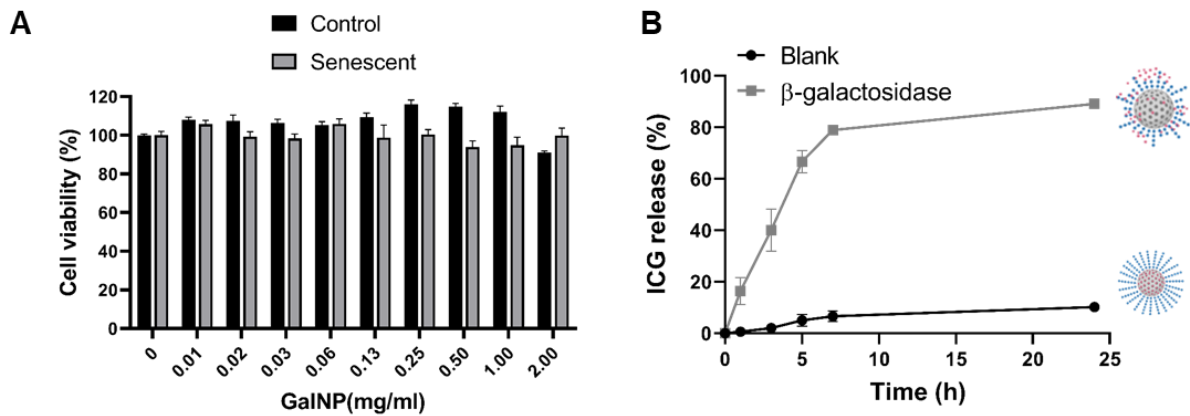 A
Control
Senescent
Cell viability (%)
120
100
80
60
40
20
0
0 0.01 0.02 0.03 0.06 0.13 0.25 0.50 1.00 2.00
GalNP(mg/ml)
B
Blank
β-galactosidase
ICG release (%)
100
80
60
40
20
0
0 5 10 15 20 25
Time (h)